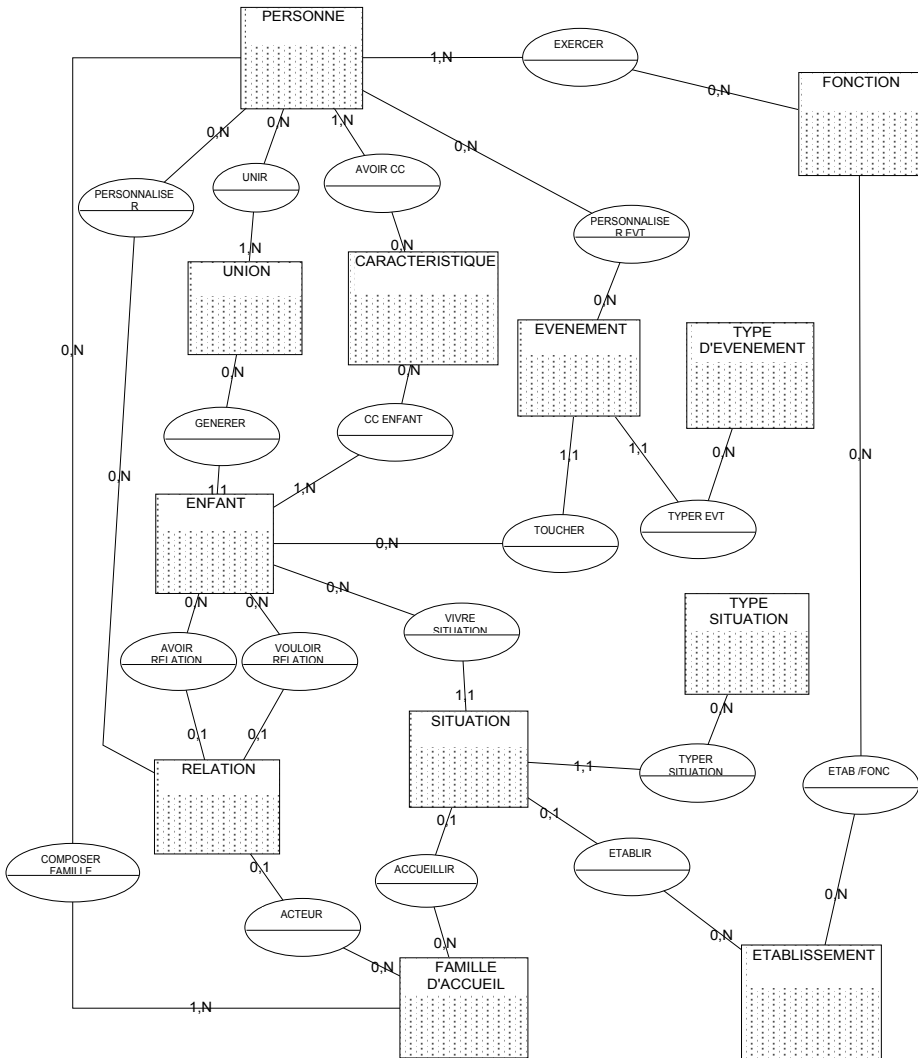 PERSONNE
EXERCER
1,N
0,N
FONCTION
0,N
0,N
1,N
0,N
UNIR
AVOIR CC
PERSONNALISE
R
PERSONNALISE
R EVT
1,N
0,N
UNION
CARACTERISTIQUE
0,N
EVENEMENT
TYPE
D'EVENEMENT
0,N
0,N
0,N
GENERER
CC ENFANT
0,N
1,1
1,1
0,N
0,N
1,1
1,N
ENFANT
TYPER EVT
TOUCHER
0,N
0,N
0,N
0,N
VIVRE
SITUATION
TYPE
SITUATION
AVOIR
RELATION
VOULOIR
RELATION
1,1
0,N
0,1
0,1
SITUATION
RELATION
1,1
TYPER
SITUATION
ETAB /FONC
0,1
0,1
COMPOSER
FAMILLE
0,1
ACCUEILLIR
ETABLIR
0,N
ACTEUR
0,N
0,N
0,N
FAMILLE
D'ACCUEIL
ETABLISSEMENT
1,N